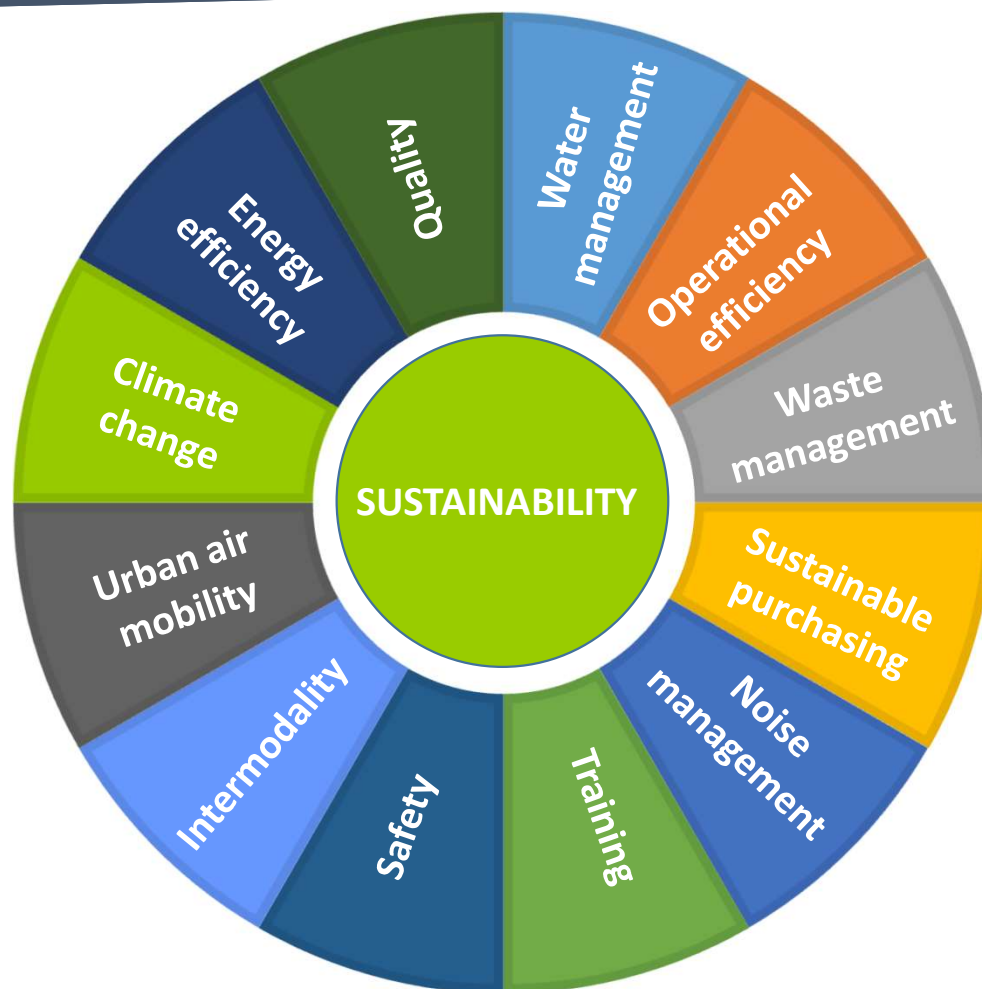 Water
management
Operational
efficiency
Waste
management
Sustainable
purchasing
Noise
management
Training
Safety
Intermodality
Urban air
mobility
Climate
change
Energy
efficiency
Quality
SUSTAINABILITY